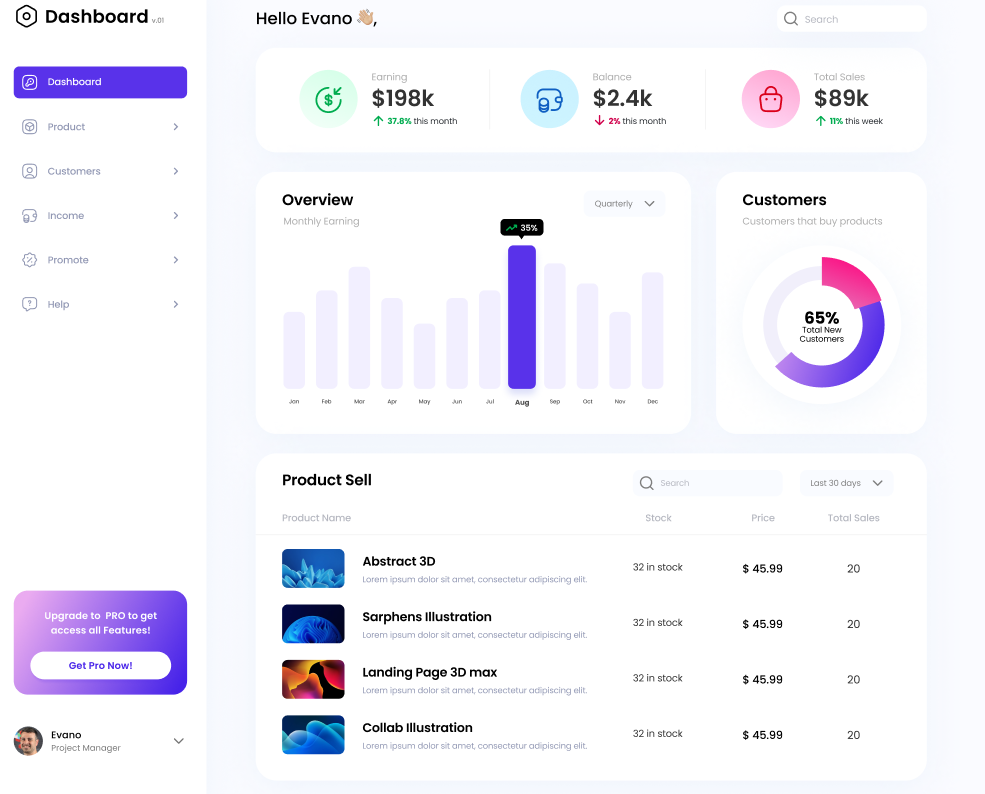 Dashboard v.01
Dashboard
Product
Customers
Income
Promote
Help
Upgrade to PRO to get
access all Features!
Get Pro Now!
Evano
Project Manager
Hello Evano 👋🏼,
Search
Earning
$198k
37.8% this month
Balance
$2.4k
2% this month
Total Sales
$89k
11% this week
Overview
Monthly Earning
Quarterly
35%
Jan Feb Mar Apr May Jun Jul Aug Sep Oct Nov Dec
Customers
Customers that buy products
65%
Total New
Customers
Product Sell
Search
Last 30 days
Product Name Stock Price Total Sales
Abstract 3D
Lorem ipsum dolor sit amet, consectetur adipiscing elit.
32 in stock $ 45.99 20
Sarphens Illustration
Lorem ipsum dolor sit amet, consectetur adipiscing elit.
32 in stock $ 45.99 20
Landing Page 3D max
Lorem ipsum dolor sit amet, consectetur adipiscing elit.
32 in stock $ 45.99 20
Collab Illustration
Lorem ipsum dolor sit amet, consectetur adipiscing elit.
32 in stock $ 45.99 20